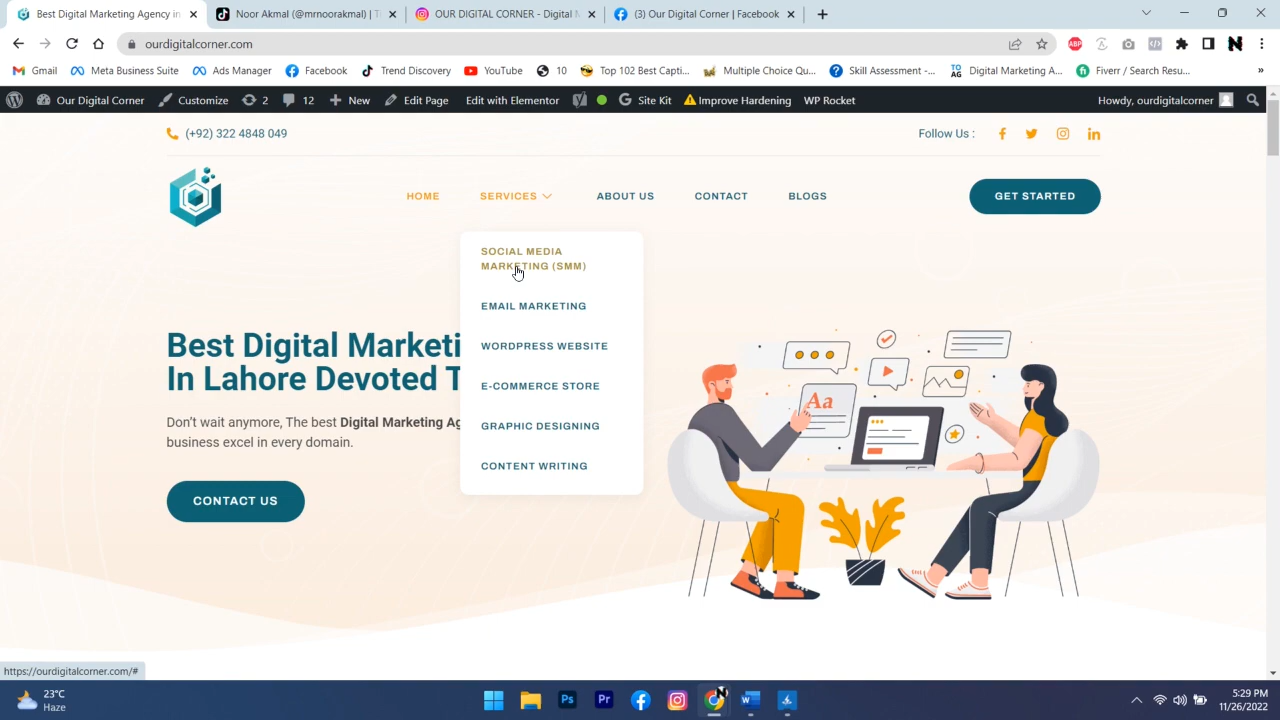 Best Digital Marketing Agency in
Noor Akmal (@mrnoorakmal) | T
OUR DIGITAL CORNER - Digital M
(3) Our Digital Corner | Facebook
ourdigitalcorner.com
ABP
Gmail
Meta Business Suite
Ads Manager
Facebook
Trend Discovery
YouTube
10
Top 102 Best Capti...
Multiple Choice Qu...
Skill Assessment -...
TO AG
Digital Marketing A...
Fiverr / Search Resu...
Our Digital Corner
Customize
2
12
New
Edit Page
Edit with Elementor
Site Kit
Improve Hardening
WP Rocket
Howdy, ourdigitalcorner
(+92) 322 4848 049
Follow Us :
HOME
SERVICES
ABOUT US
CONTACT
BLOGS
GET STARTED
SOCIAL MEDIA
MARKETING (SMM)
EMAIL MARKETING
WORDPRESS WEBSITE
E-COMMERCE STORE
GRAPHIC DESIGNING
CONTENT WRITING
Best Digital Marketi
In Lahore Devoted T
Don't wait anymore, The best Digital Marketing Ag
business excel in every domain.
CONTACT US
Aa
https://ourdigitalcorner.com/#
23°C
Haze
Ps
Pr
5:29 PM
11/26/2022